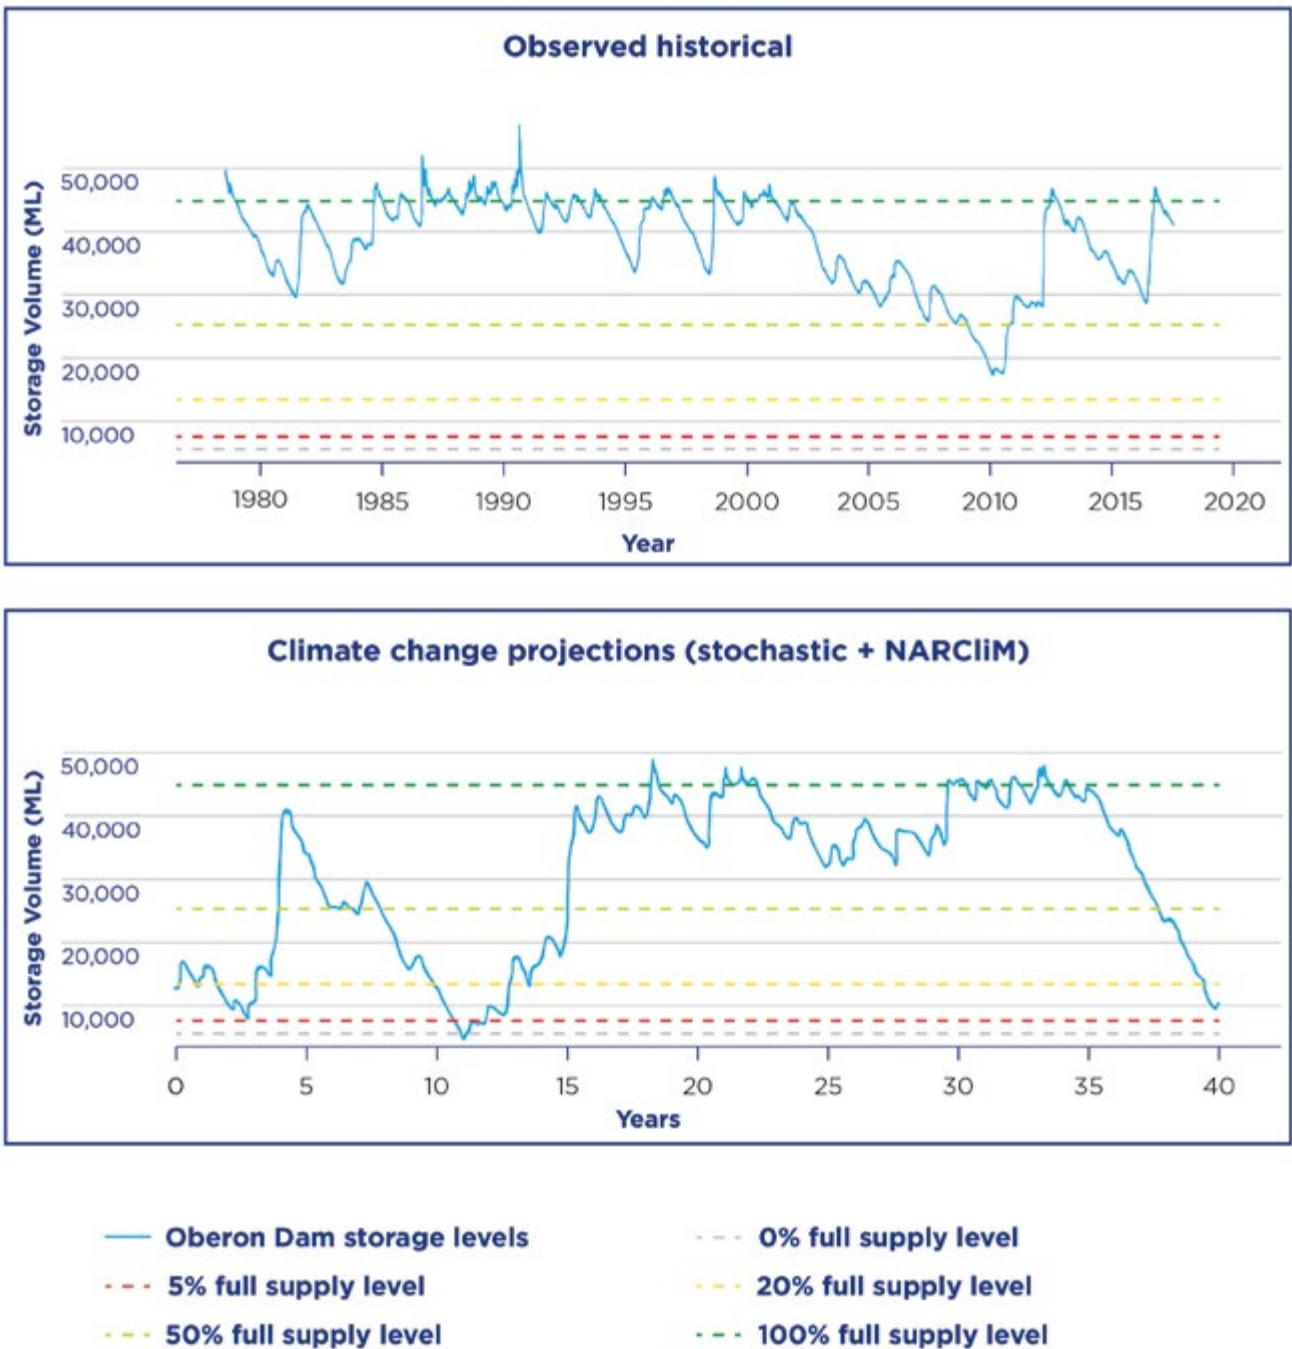 Observed historical
Storage Volume (ML)
50,000
40,000
30,000
20,000
10,000
1980 1985 1990 1995 2000 2005 2010 2015 2020
Year
Climate change projections (stochastic + NARCliM)
Storage Volume (ML)
50,000
40,000
30,000
20,000
10,000
0 5 10 15 20 25 30 35 40
Years
Oberon Dam storage levels 0% full supply level
5% full supply level 20% full supply level
50% full supply level 100% full supply level